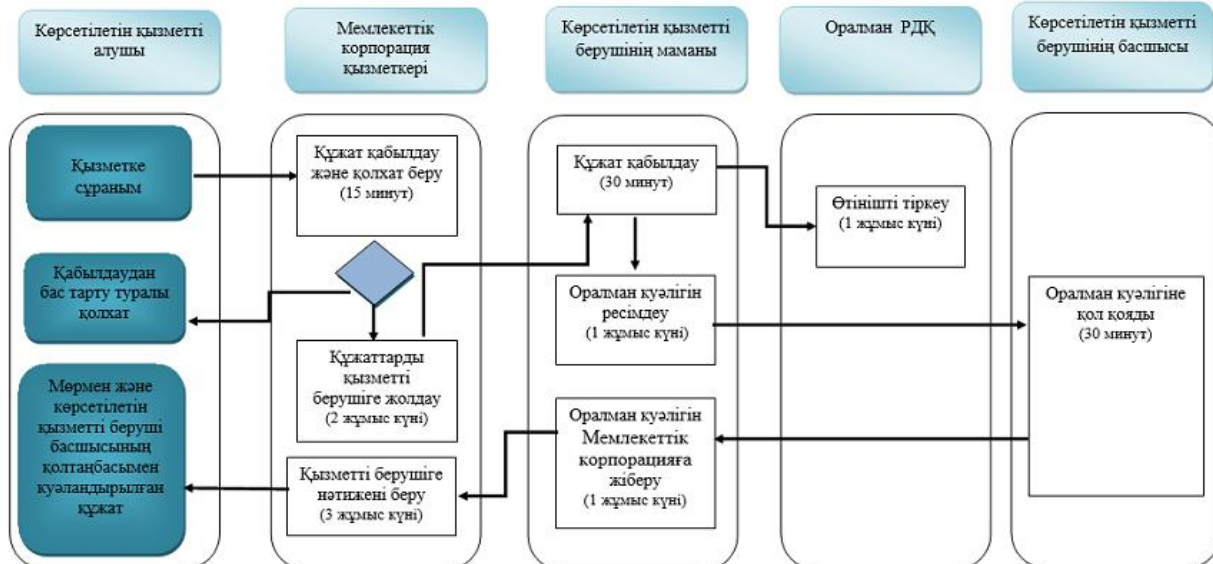 Көрсетілетін қызметті
алушы
Мемлекеттік
корпорация
қызметкері
Көрсетілетін қызметті
берушінің маманы
Оралман РДҚ
Көрсетілетін қызметті
берушінің басшысы
Қызметке
сұраным
Қабылдаудан
бас тарту туралы
қолхат
Мөрмен және
көрсетілетін
қызметті беруші
басшысының
қолтаңбасымен
куәландырылған
құжат
Құжат қабылдау
және қолхат беру
(15 минут)
Құжаттарды
қызметті
берушіге жолдау
(2 жұмыс күні)
Қызметті берушіге
нәтижені беру
(3 жұмыс күні)
Құжат қабылдау
(30 минут)
Оралман куәлігін
ресімдеу
(1 жұмыс күні)
Оралман куәлігін
Мемлекеттік
корпорацияға
жіберу
(1 жұмыс күні)
Өтінішті тіркеу
(1 жұмыс күні)
Оралман куәлігіне
қол қояды
(30 минут)